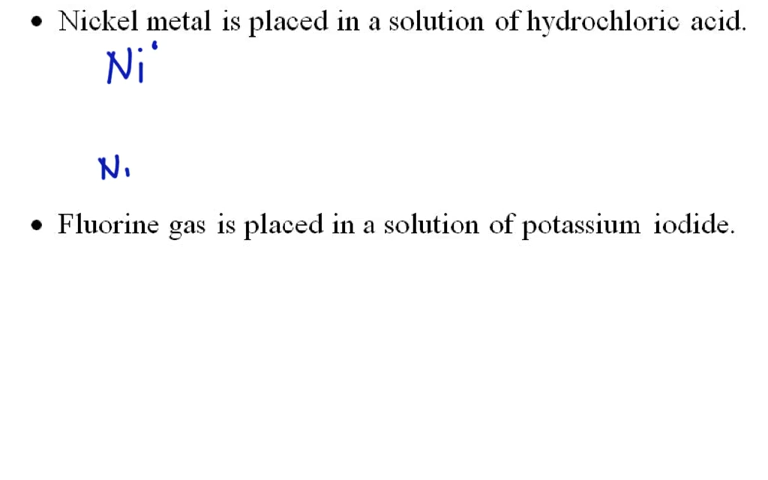 • Nickel metal is placed in a solution of hydrochloric acid.
Ni
Ni
• Fluorine gas is placed in a solution of potassium iodide.